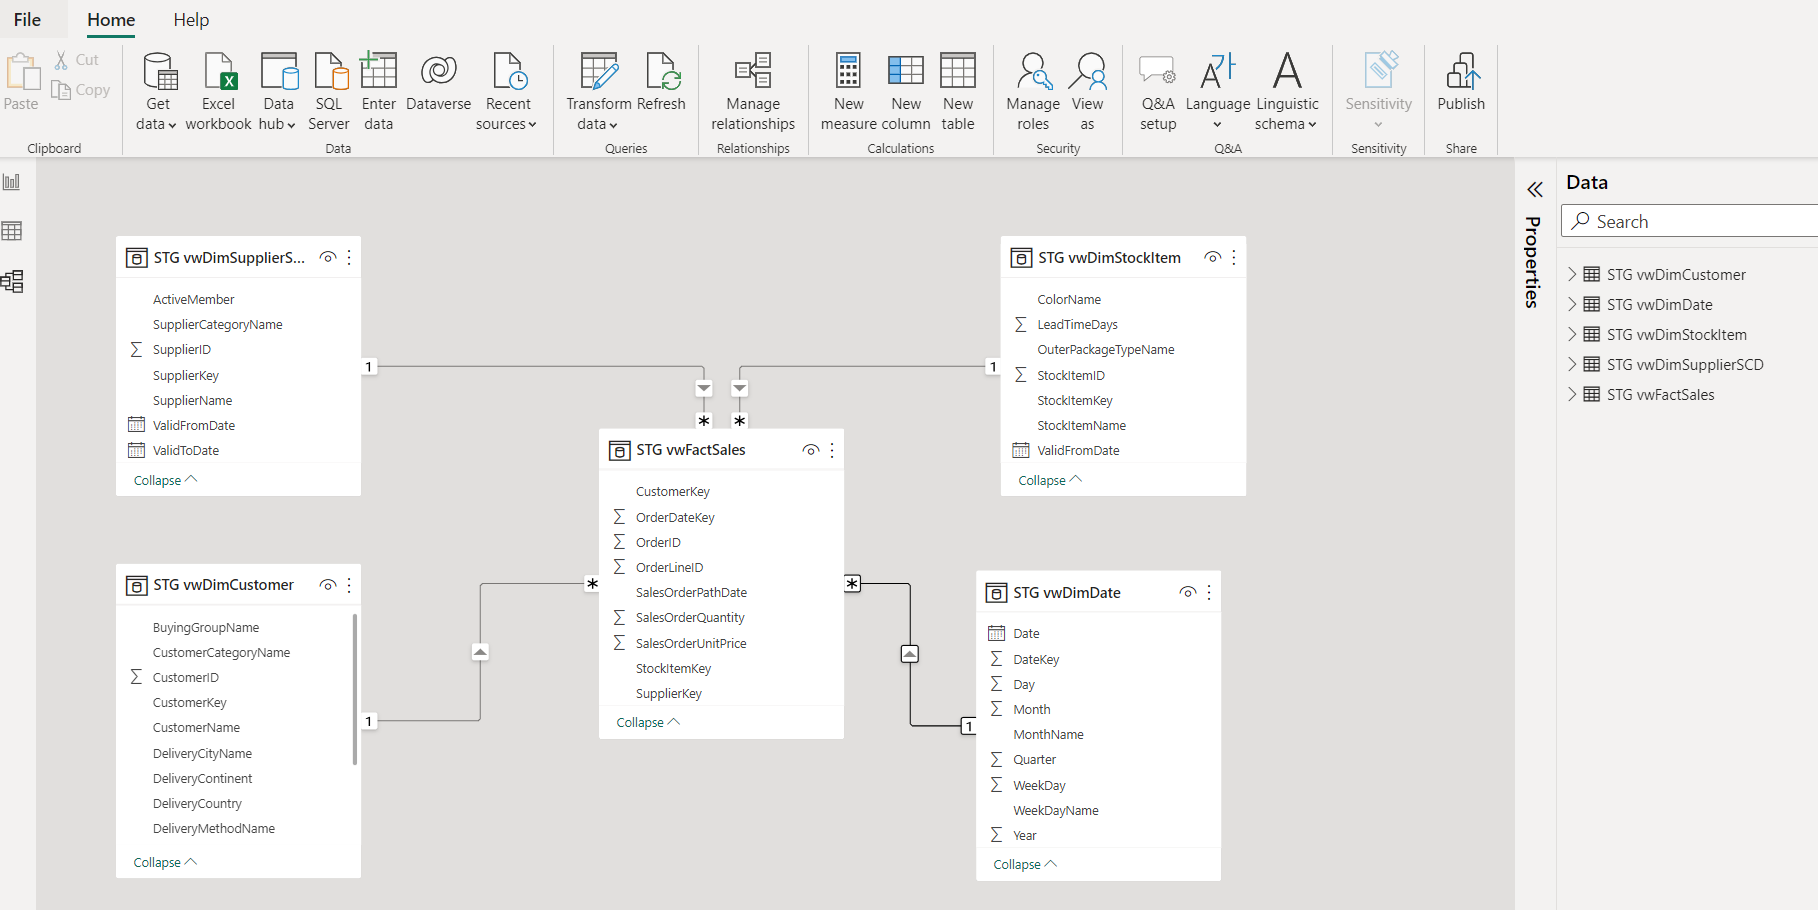 File
Home
Help
Paste
Cut
Copy
Clipboard
Get
data
Excel
workbook
Data
hub
SQL
Server
Enter
data
Dataverse
Recent
sources
Data
Transform
data
Refresh
Queries
Manage
relationships
Relationships
New
measure
New
column
New
table
Calculations
Manage
roles
View
as
Security
Q&A
setup
Language
Linguistic
schema
Q&A
Sensitivity
Sensitivity
Publish
Share
STG vwDimSupplierS...
ActiveMember
SupplierCategoryName
SupplierID
SupplierKey
SupplierName
ValidFromDate
ValidToDate
Collapse
1
STG vwDimStockItem
ColorName
LeadTimeDays
OuterPackageTypeName
StockItemID
StockItemKey
StockItemName
ValidFromDate
Collapse
1
* *
STG vwFactSales
CustomerKey
OrderDateKey
OrderID
OrderLineID
SalesOrderPathDate
SalesOrderQuantity
SalesOrderUnitPrice
StockItemKey
SupplierKey
Collapse
* *
STG vwDimCustomer
BuyingGroupName
CustomerCategoryName
CustomerID
CustomerKey
CustomerName
DeliveryCityName
DeliveryContinent
DeliveryCountry
DeliveryMethodName
Collapse
1
STG vwDimDate
Date
DateKey
Day
Month
MonthName
Quarter
WeekDay
WeekDayName
Year
Collapse
1
Properties
Data
Search
STG vwDimCustomer
STG vwDimDate
STG vwDimStockItem
STG vwDimSupplierSCD
STG vwFactSales